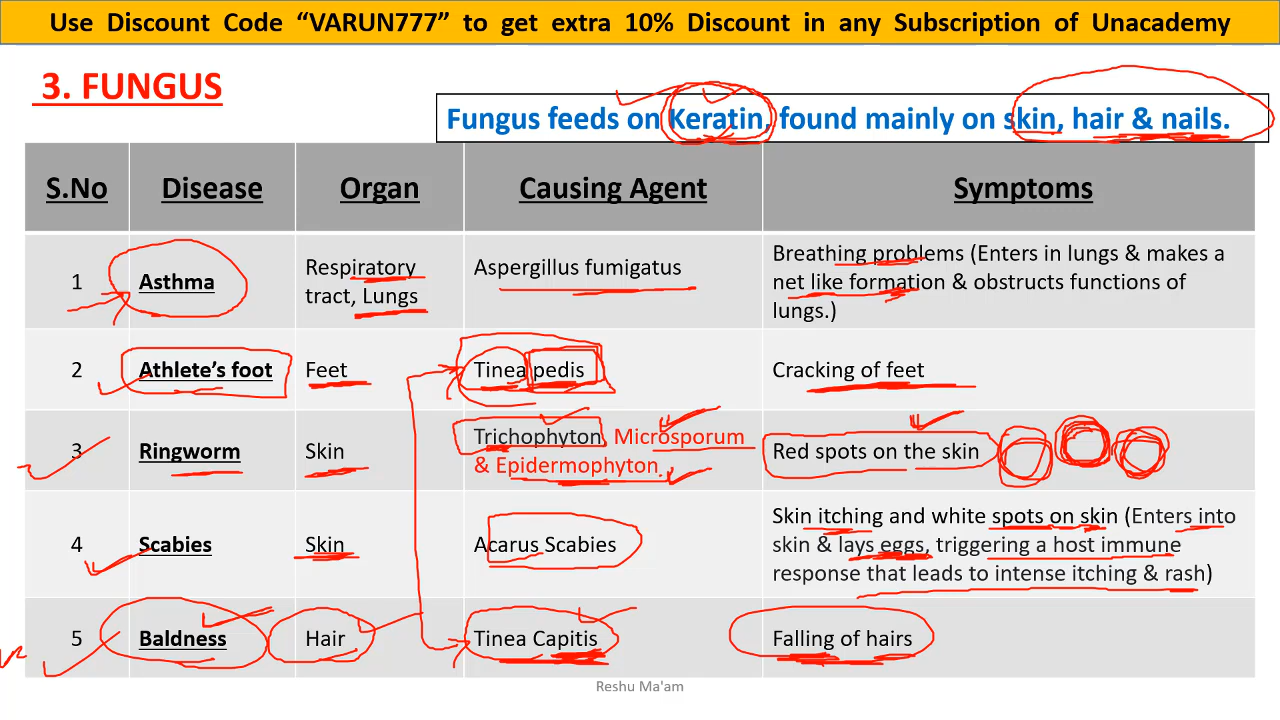 Use Discount Code “VARUN777” to get extra 10% Discount in any Subscription of Unacademy
3. FUNGUS
Fungus feeds on Keratin, found mainly on skin, hair & nails.
S.No Disease Organ Causing Agent Symptoms
1 Asthma Respiratory tract, Lungs Aspergillus fumigatus Breathing problems (Enters in lungs & makes a
net like formation & obstructs functions of
lungs.)
2 Athlete’s foot Feet Tinea pedis Cracking of feet
3 Ringworm Skin Trichophyton, Microsporum
& Epidermophyton. Red spots on the skin
4 Scabies Skin Acarus Scabies Skin itching and white spots on skin (Enters into
skin & lays eggs, triggering a host immune
response that leads to intense itching & rash)
5 Baldness Hair Tinea Capitis Falling of hairs
Reshu Ma'am